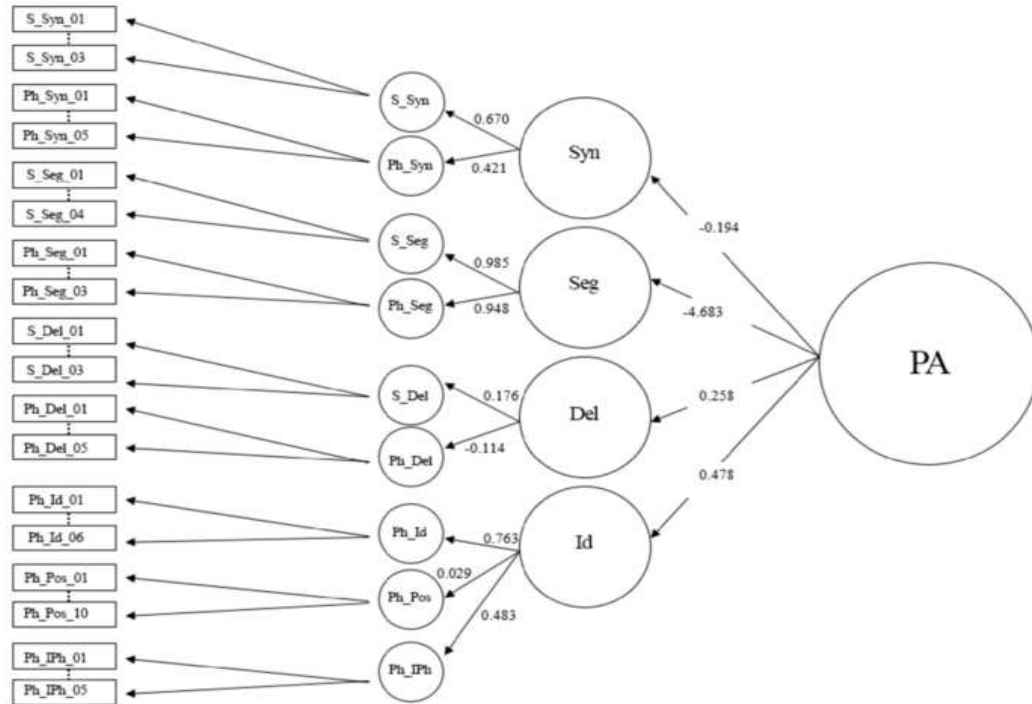 S_Syn_01
S_Syn_03
Ph_Syn_01
Ph_Syn_05
S_Seg_01
S_Seg_04
Ph_Seg_01
Ph_Seg_03
S_Del_01
S_Del_03
Ph_Del_01
Ph_Del_05
Ph_Id_01
Ph_Id_06
Ph_Pos_01
Ph_Pos_10
Ph_IPh_01
Ph_IPh_05
S_Syn
Ph_Syn
S_Seg
Ph_Seg
S_Del
Ph_Del
Ph_Id
Ph_Pos
Ph_IPh
0.670
0.421
0.985
0.948
0.176
-0.114
0.763
0.029
0.483
Syn
Seg
Del
Id
-0.194
-4.683
0.258
0.478
PA